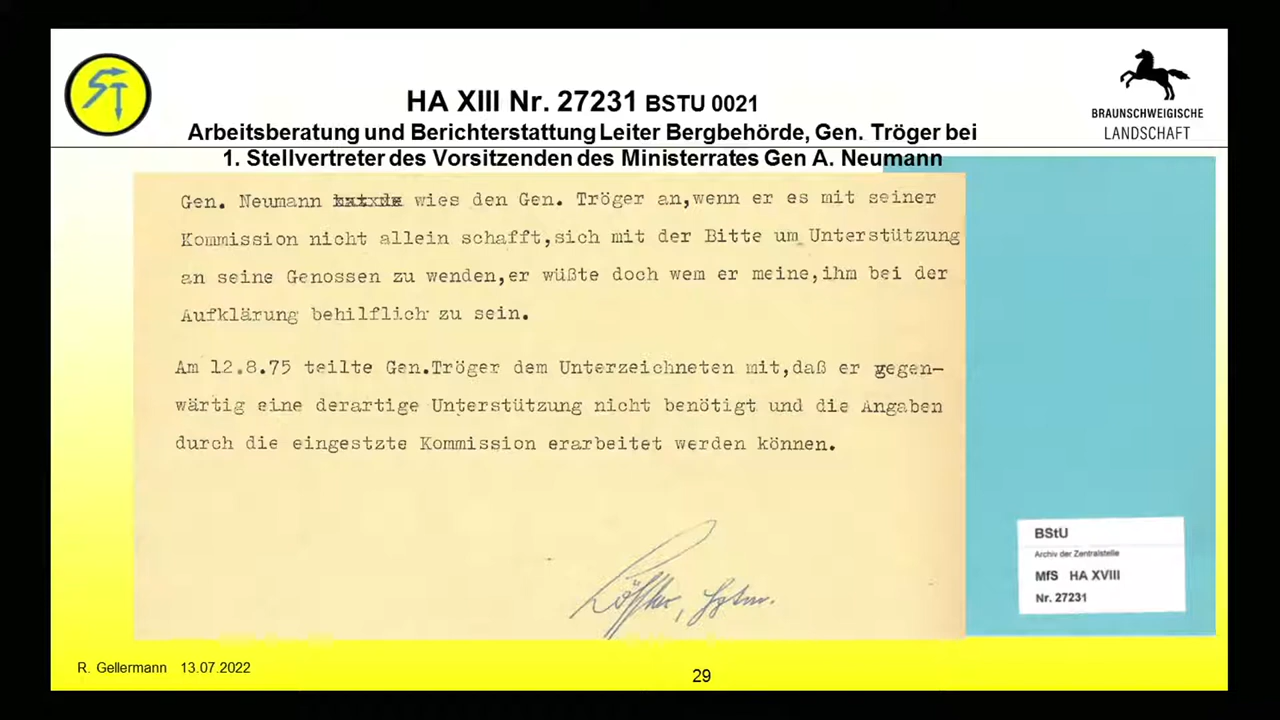 ST
BRAUNSCHWEIGISCHE
LANDSCHAFT
HA XIII Nr. 27231 BSTU 0021
Arbeitsberatung und Berichterstattung Leiter Bergbehörde, Gen. Tröger bei
1. Stellvertreter des Vorsitzenden des Ministerrates Gen A. Neumann
Gen. Neumann wies den Gen. Tröger an,wenn er es mit seiner
Kommission nicht allein schafft,sich mit der Bitte um Unterstützung
an seine Genossen zu wenden,er wüßte doch wem er meine,ihm bei der
Aufklärung behilflich zu sein.
Am 12.8.75 teilte Gen.Tröger dem Unterzeichneten mit,daß er gegen-
wärtig eine derartige Unterstützung nicht benötigt und die Angaben
durch die eingestzte Kommission erarbeitet werden können.
BStU
Archiv der Zentralstelle
MfS HA XVIII
Nr. 27231
R. Gellermann 13.07.2022
29